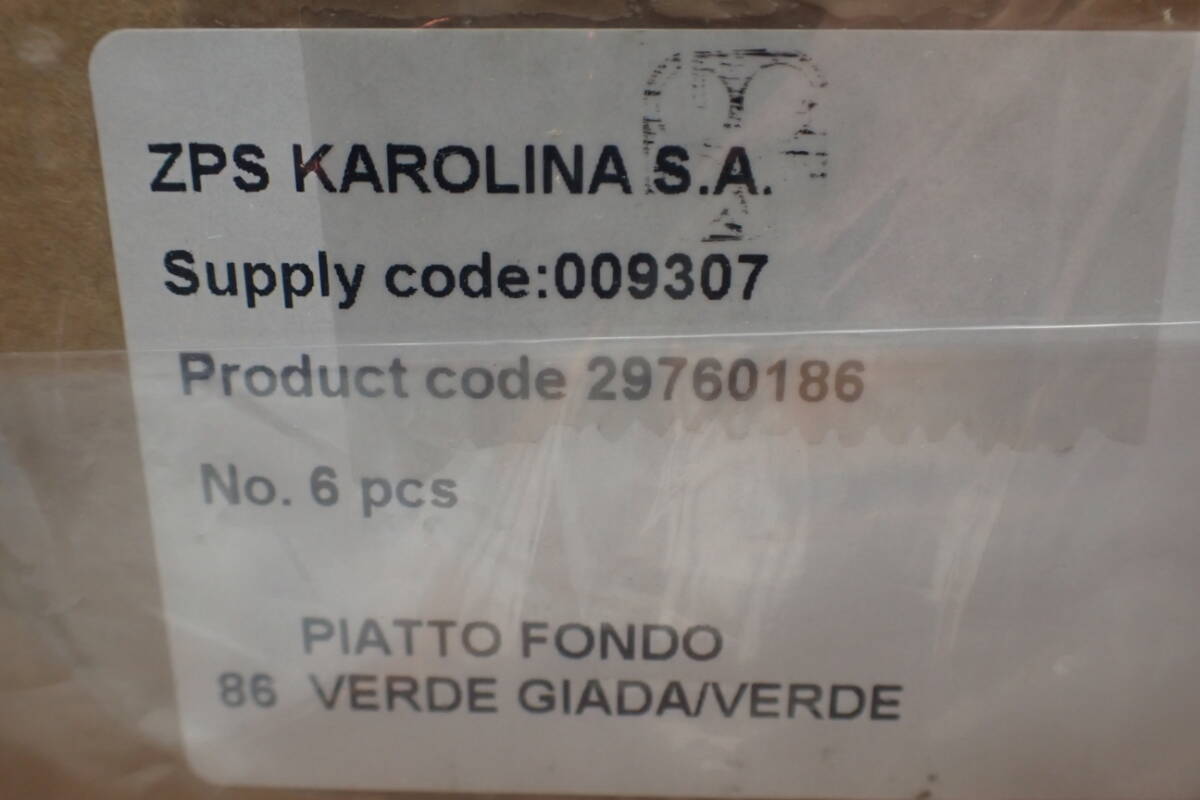 ZPS KAROLINA S.A.
Supply code:009307
Product code 29760186
No. 6 pcs
PIATTO FONDO
86 VERDE GIADA/VERDE